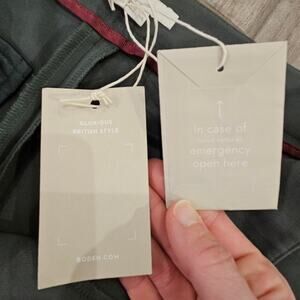 GLORIOUS
BRITISH STYLE
BODEN.COM
In case of
emergency
open here